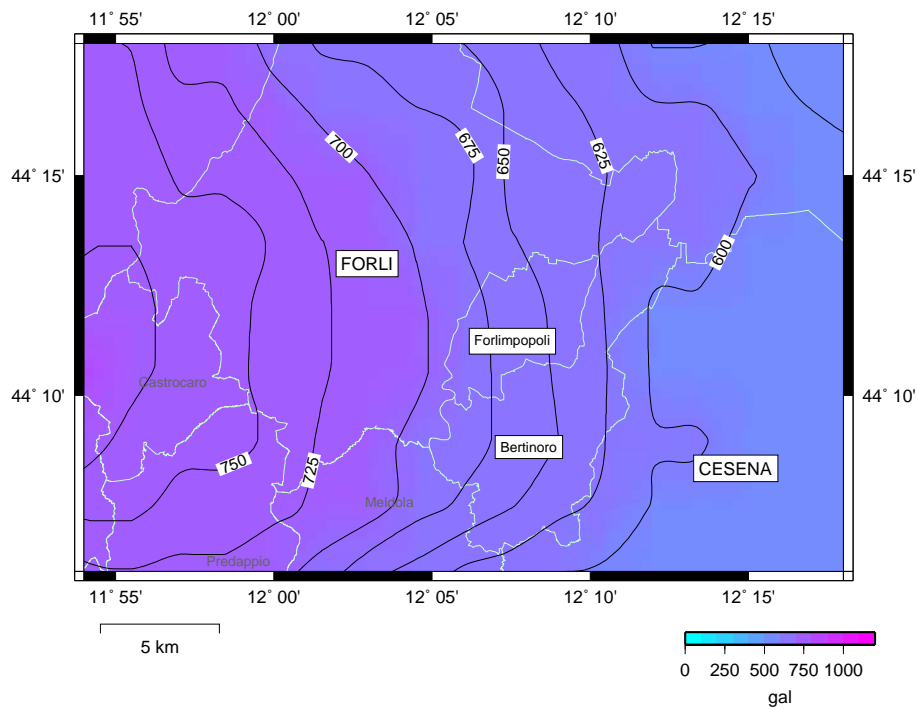 11˚ 55' 12˚ 00' 12˚ 05' 12˚ 10' 12˚ 15'
700
675
650
625
44˚ 15' 44˚ 15'
600
FORLI
Forlimpopoli
Castrocaro
44˚ 10' 44˚ 10'
Bertinoro
750
725
CESENA
Meldola
Predappio
11˚ 55' 12˚ 00' 12˚ 05' 12˚ 10' 12˚ 15'
5 km
0 250 500 750 1000
gal